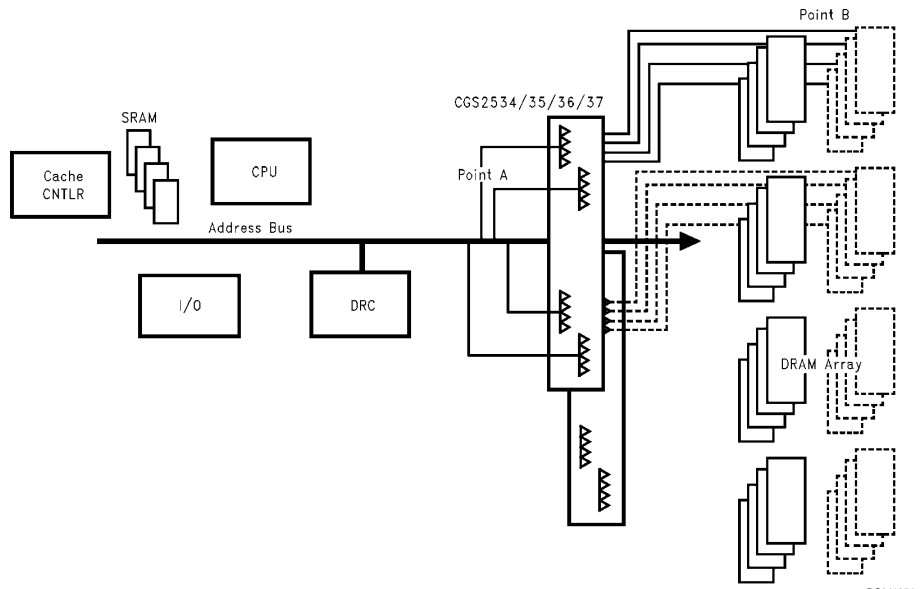 Point B
CGS2534/35/36/37
SRAM
Cache
CNTLR
CPU
Point A
Address Bus
I/O
DRC
DRAM Array